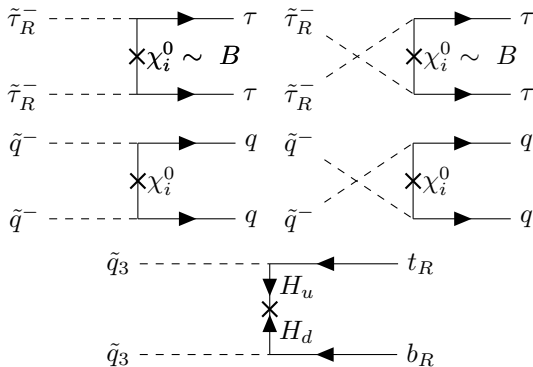 τ̃_R^- τ τ̃_R^- τ
χ_i^0 ∼ B χ_i^0 ∼ B
τ̃_R^- τ τ̃_R^- τ
q̃^- q q̃^- q
χ_i^0 χ_i^0
q̃^- q q̃^- q
q̃_3 t_R
H_u
H_d
q̃_3 b_R